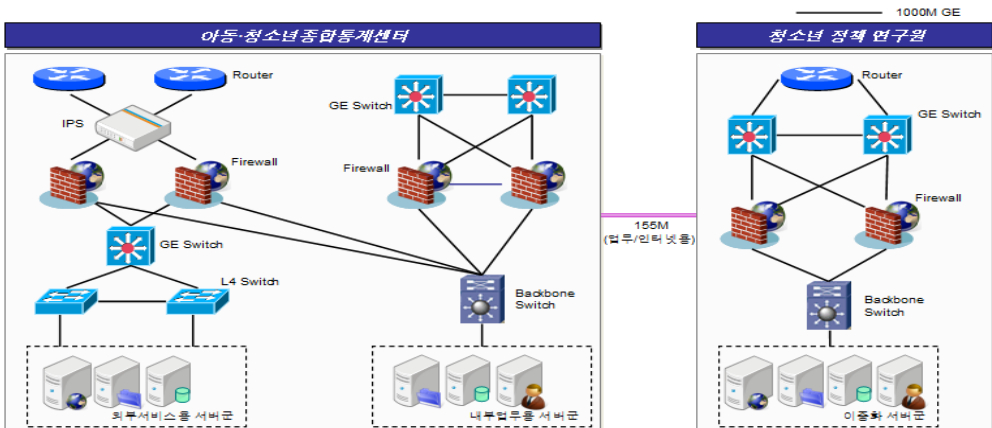 1000M GE
아동·청소년종합통계센터
Router
IPS
Firewall
GE Switch
L4 Switch
외부서비스용 서버군
GE Switch
Firewall
Backbone
Switch
내부업무용 서버군
155M
(업무/인터넷용)
청소년 정책 연구원
Router
GE Switch
Firewall
Backbone
Switch
이중화 서버군